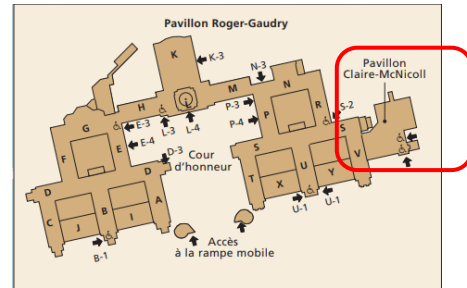 Pavillon Roger-Gaudry
K
K-3
N-3
Pavillon
Claire-McNicoll
M
N
H
P-3
S-2
G
E-3
L-3
L-4
P
R
P-4
S
F
E
E-4
D-3
Cour
d'honneur
S
D
D
T
U
V
X
Y
C
J
B
I
A
U-1
U-1
B-1
Accès
à la rampe mobile